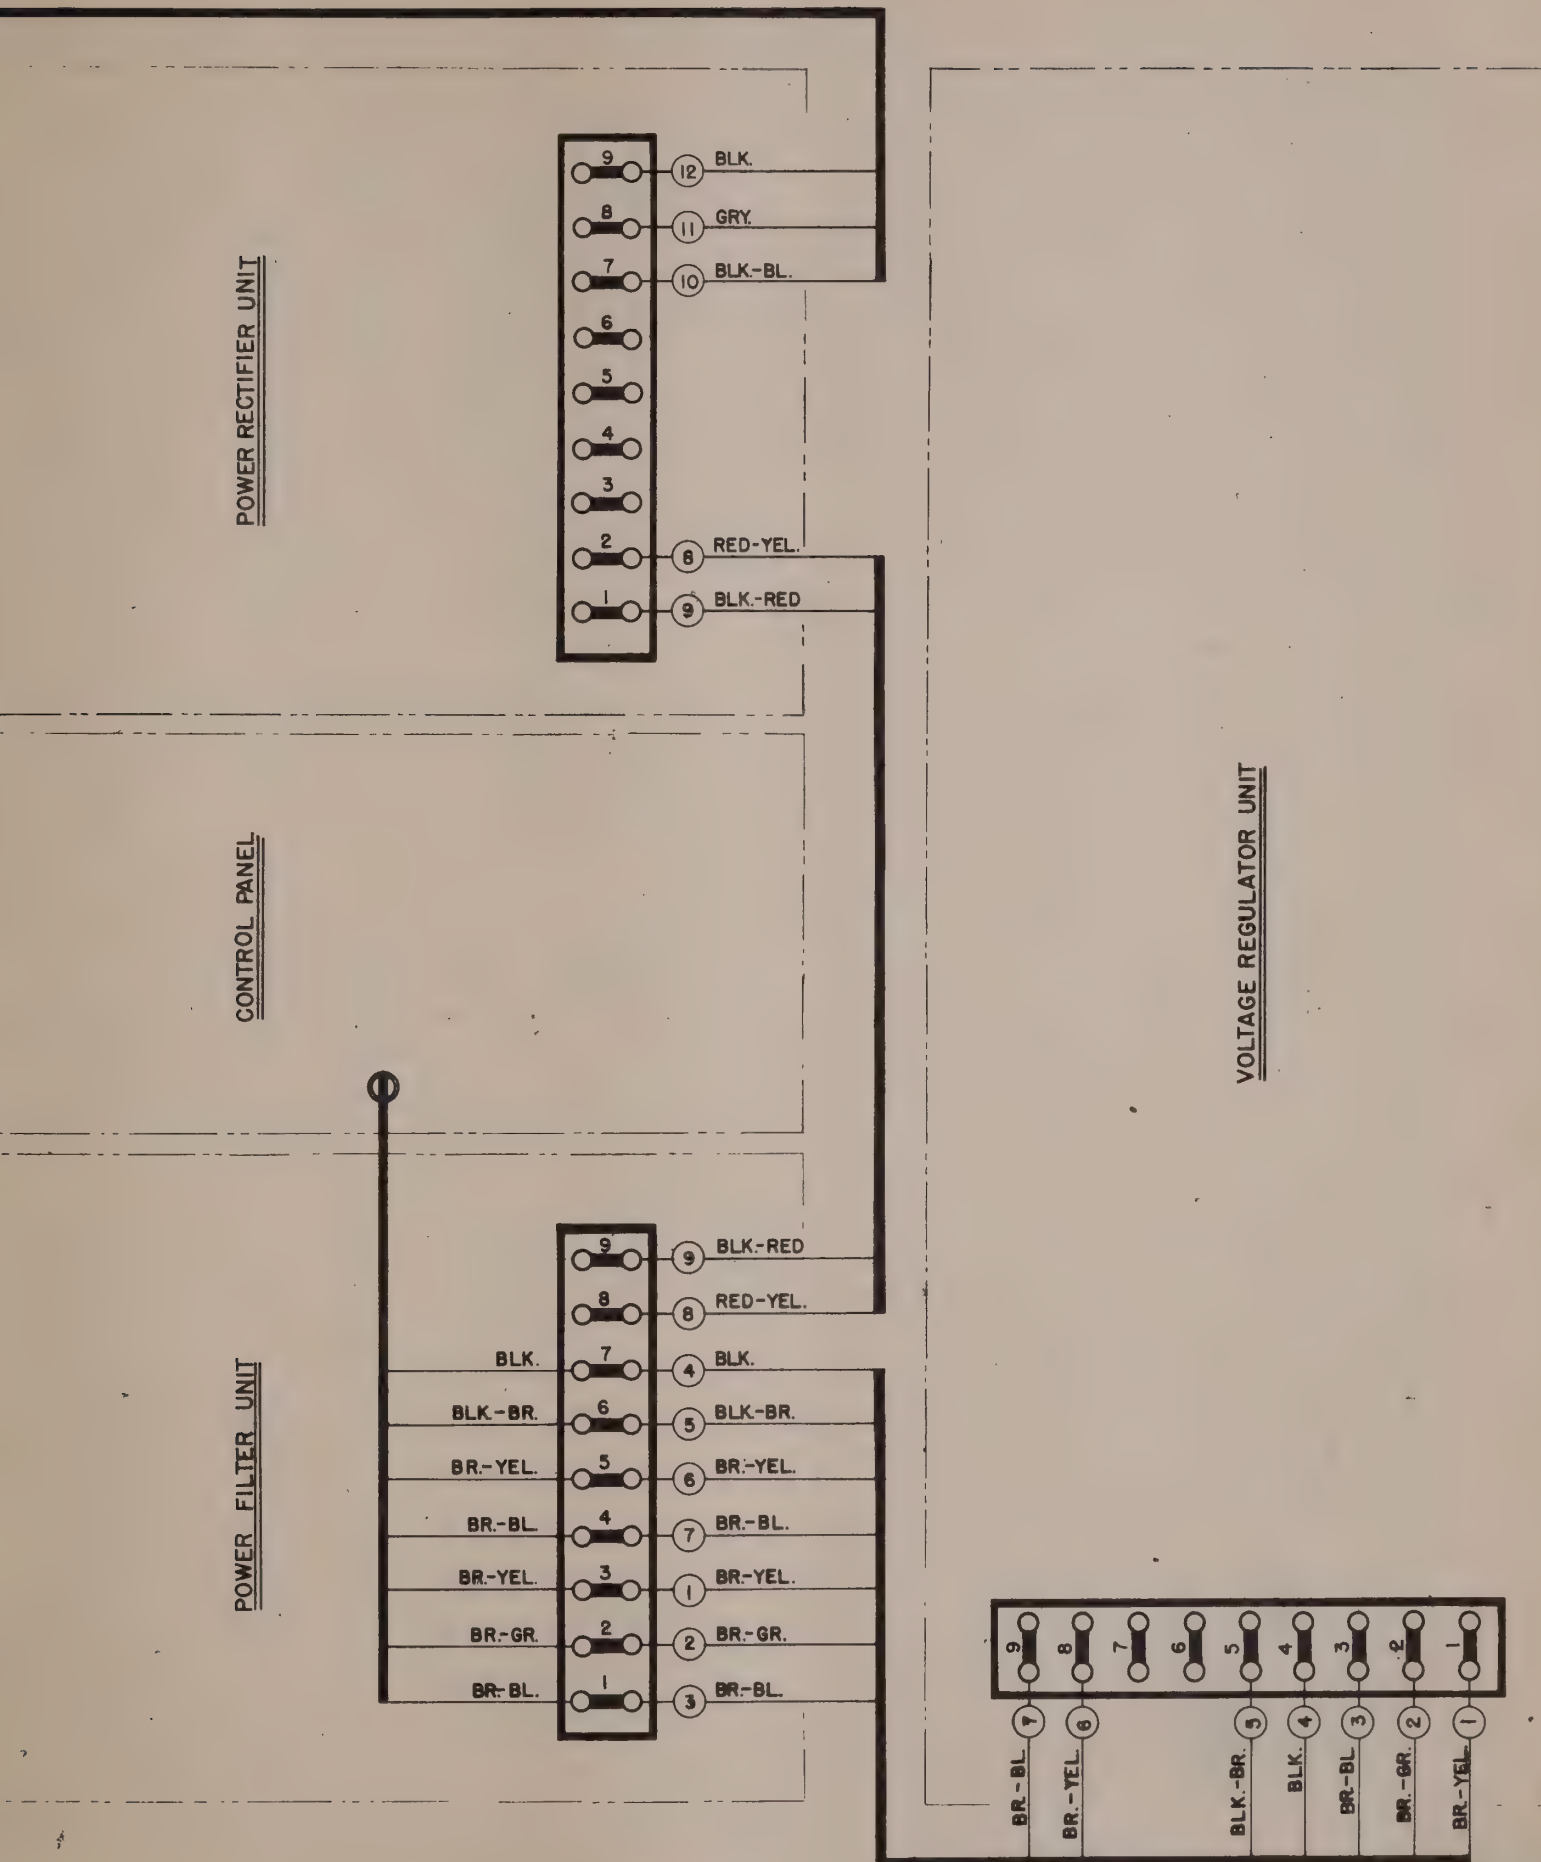 POWER RECTIFIER UNIT
9 12 BLK.
8 11 GRY.
7 10 BLK.-BL.
6
5
4
3
2 8 RED-YEL.
1 9 BLK.-RED
CONTROL PANEL
VOLTAGE REGULATOR UNIT
POWER FILTER UNIT
9 9 BLK.-RED
8 8 RED-YEL.
BLK. 7 4 BLK.
BLK.-BR. 6 5 BLK.-BR.
BR.-YEL. 5 6 BR.-YEL.
BR.-BL. 4 7 BR.-BL.
BR.-YEL. 3 1 BR.-YEL.
BR.-GR. 2 2 BR.-GR.
BR.-BL. 1 3 BR.-BL.
9 7 BR.-BL.
8 6 BR.-YEL.
7
6
5 5 BLK.-BR.
4 4 BLK.
3 3 BR.-BL
2 2 BR.-GR.
1 1 BR.-YEL